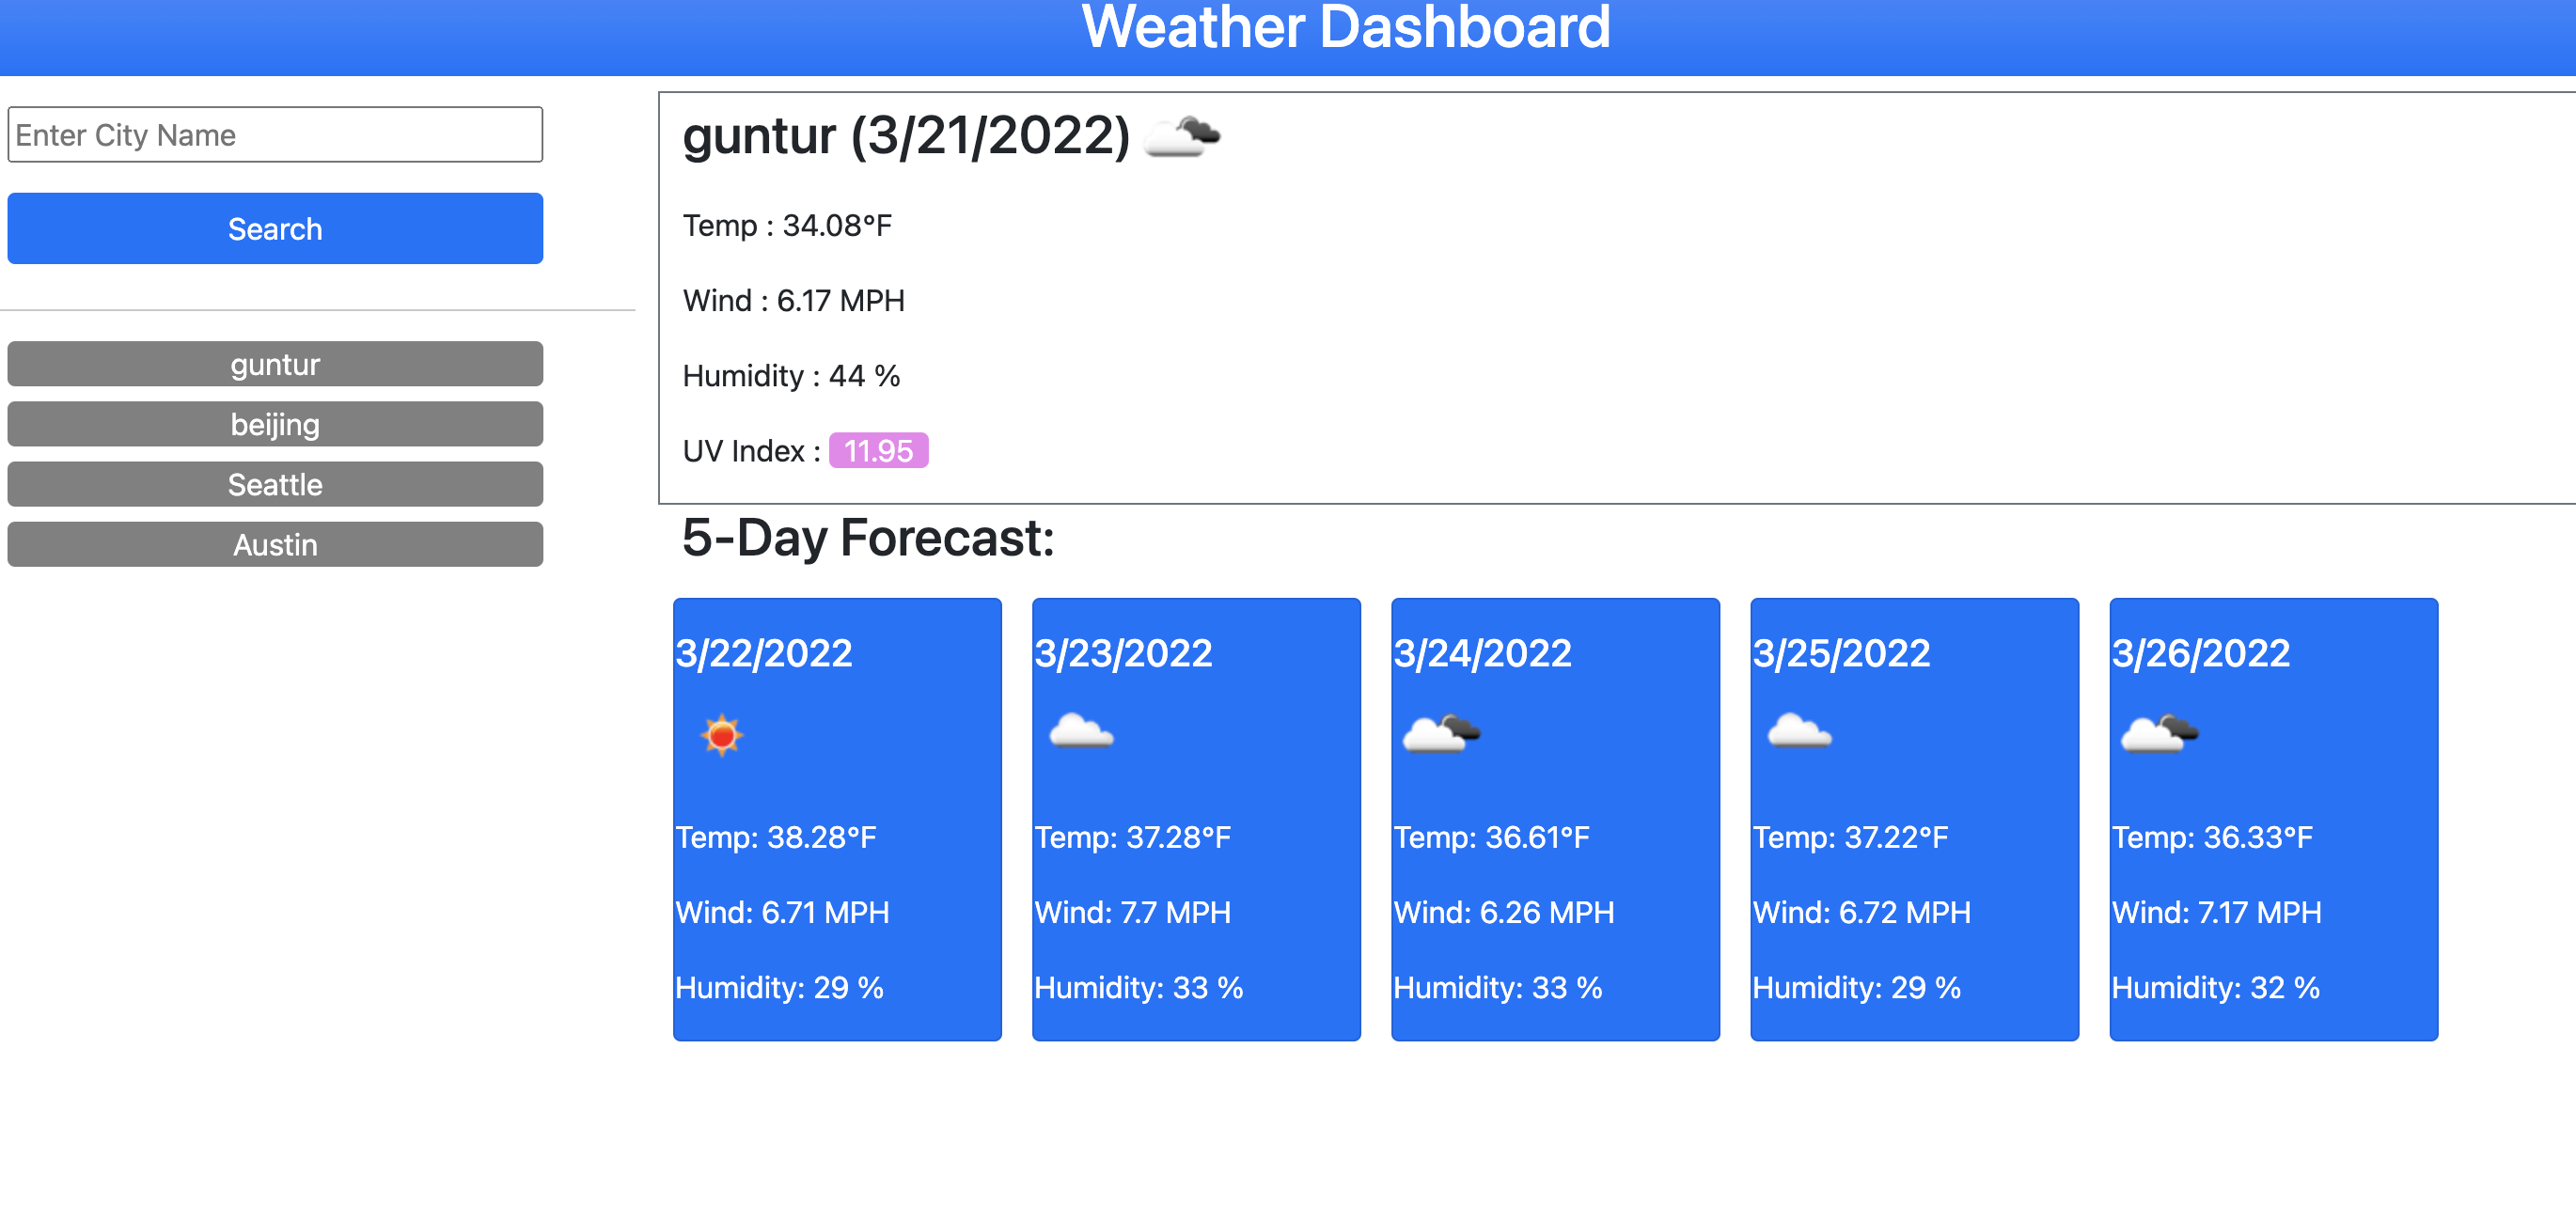 Weather Dashboard
Enter City Name
Search
guntur
beijing
Seattle
Austin
guntur (3/21/2022)
Temp : 34.08°F
Wind : 6.17 MPH
Humidity : 44 %
UV Index : 11.95
5-Day Forecast:
3/22/2022
Temp: 38.28°F
Wind: 6.71 MPH
Humidity: 29 %
3/23/2022
Temp: 37.28°F
Wind: 7.7 MPH
Humidity: 33 %
3/24/2022
Temp: 36.61°F
Wind: 6.26 MPH
Humidity: 33 %
3/25/2022
Temp: 37.22°F
Wind: 6.72 MPH
Humidity: 29 %
3/26/2022
Temp: 36.33°F
Wind: 7.17 MPH
Humidity: 32 %